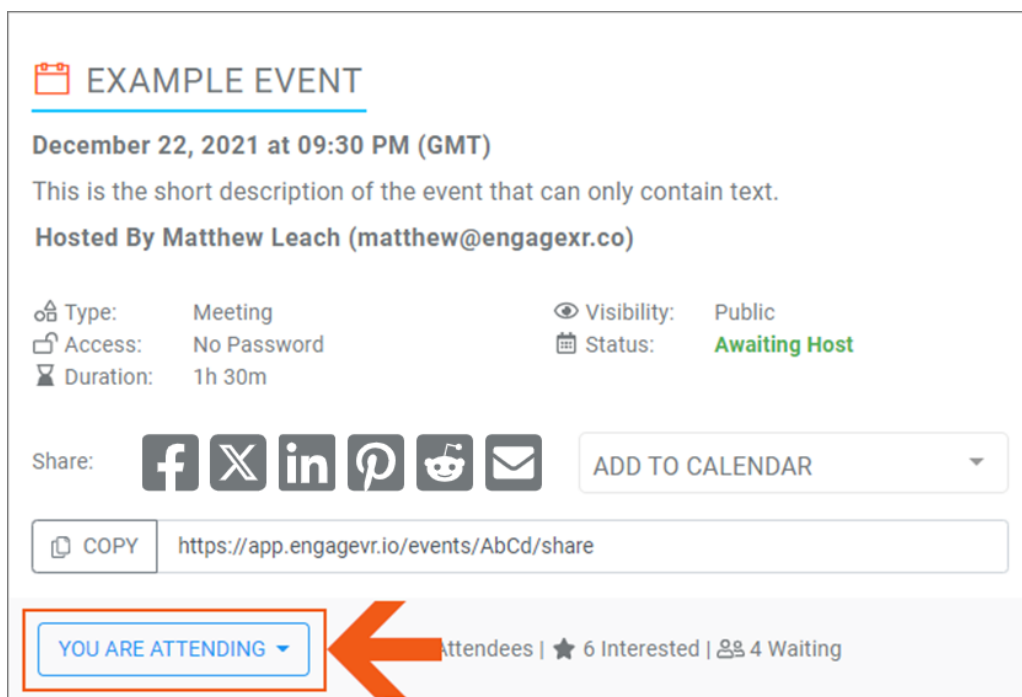 EXAMPLE EVENT
December 22, 2021 at 09:30 PM (GMT)
This is the short description of the event that can only contain text.
Hosted By Matthew Leach (matthew@engagexr.co)
Type: Meeting Visibility: Public
Access: No Password Status: Awaiting Host
Duration: 1h 30m
Share: ADD TO CALENDAR
COPY https://app.engagevr.io/events/AbCd/share
YOU ARE ATTENDING Attendees | 6 Interested | 4 Waiting